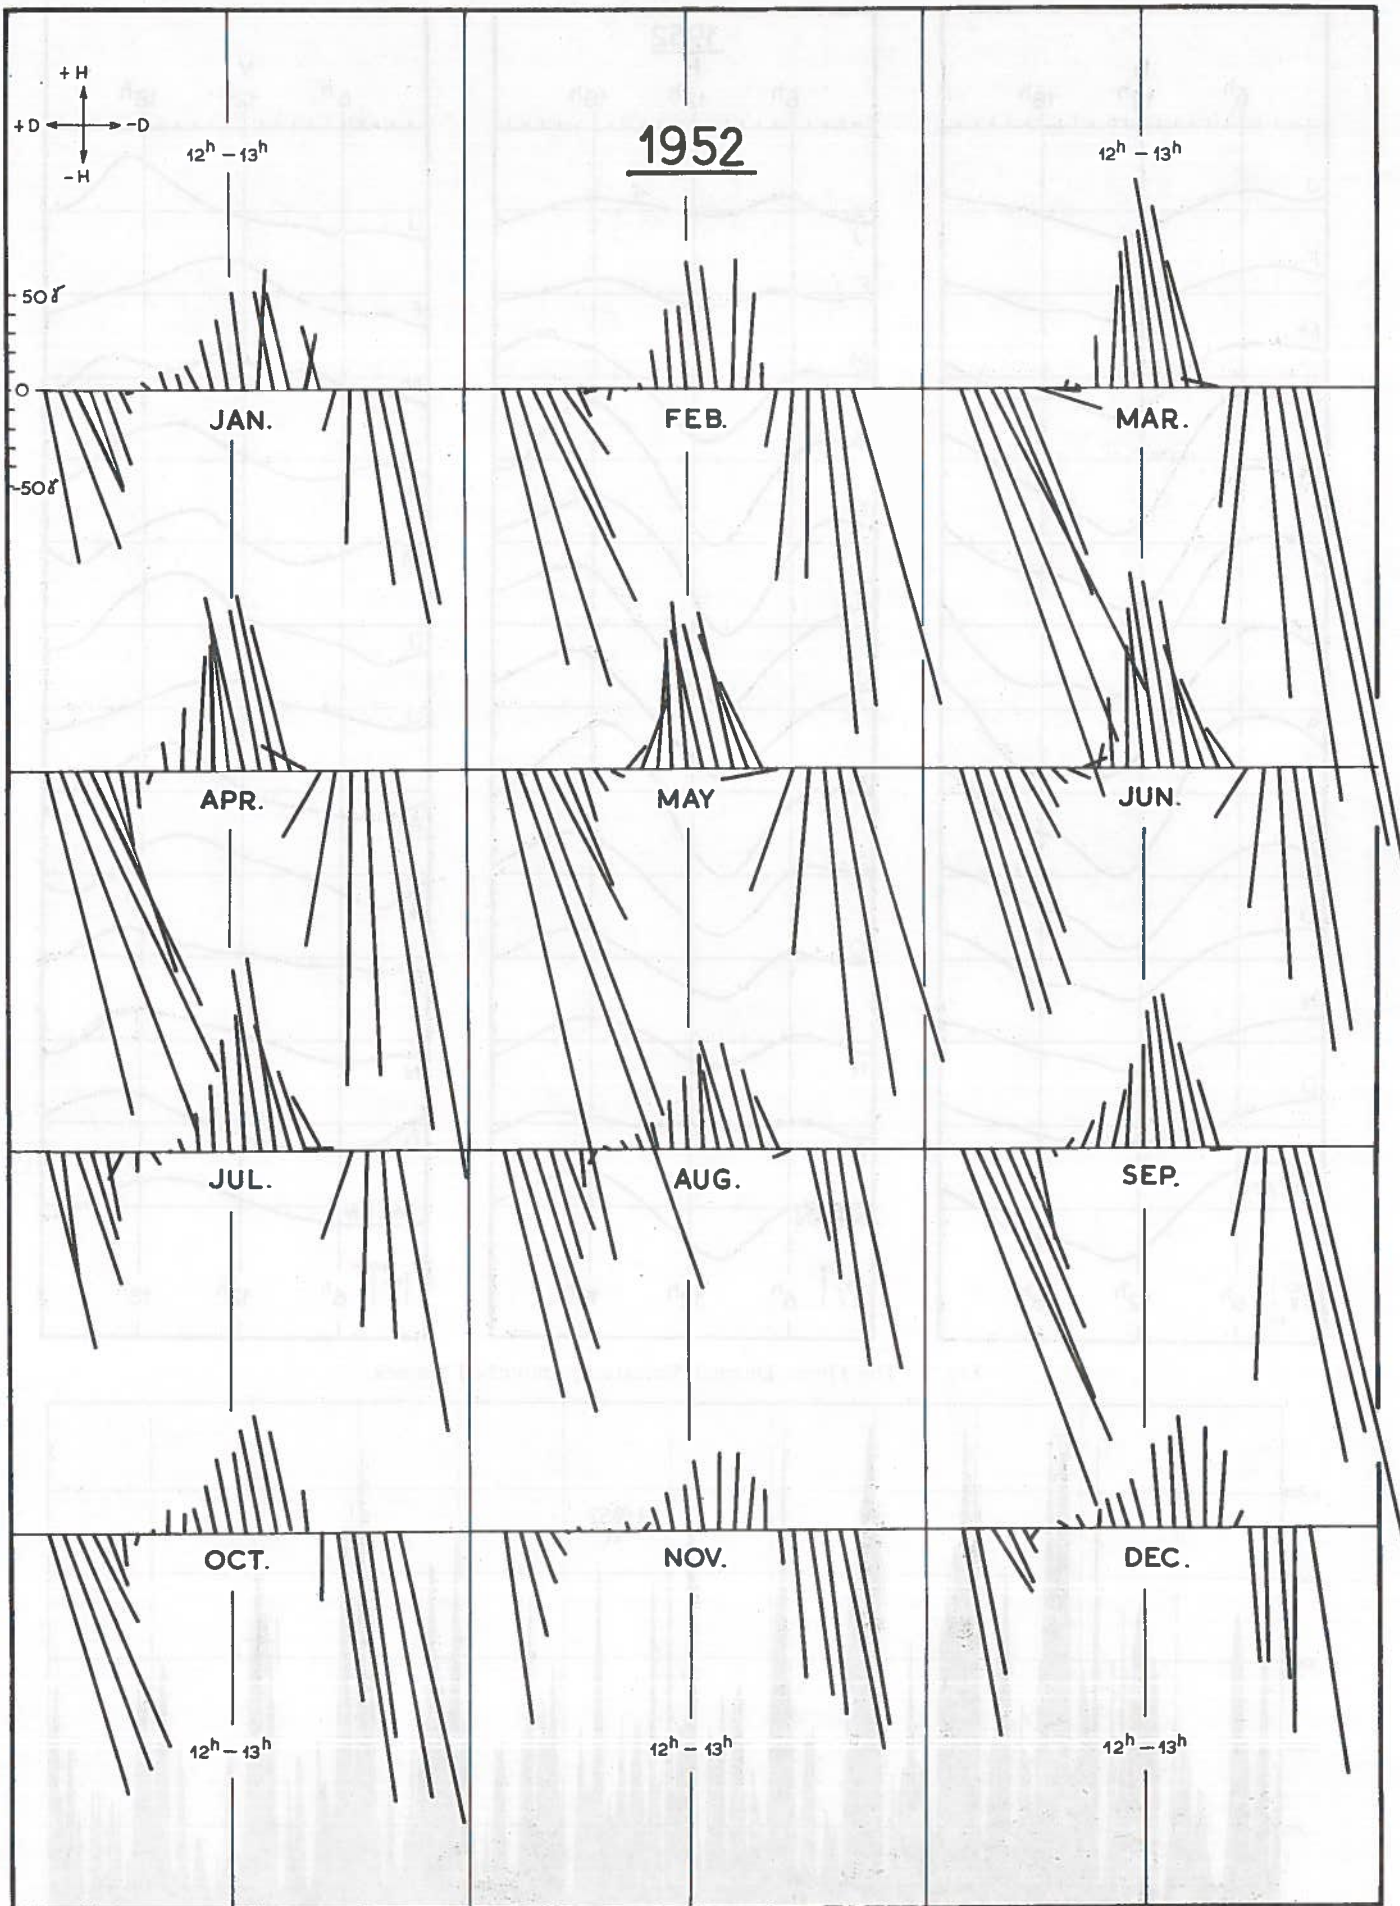 +H
+D -D
-H
12h – 13h
1952
12h – 13h
50γ
0
-50γ
JAN. FEB. MAR.
APR. MAY JUN.
JUL. AUG. SEP.
OCT. NOV. DEC.
12h – 13h 12h – 13h 12h – 13h